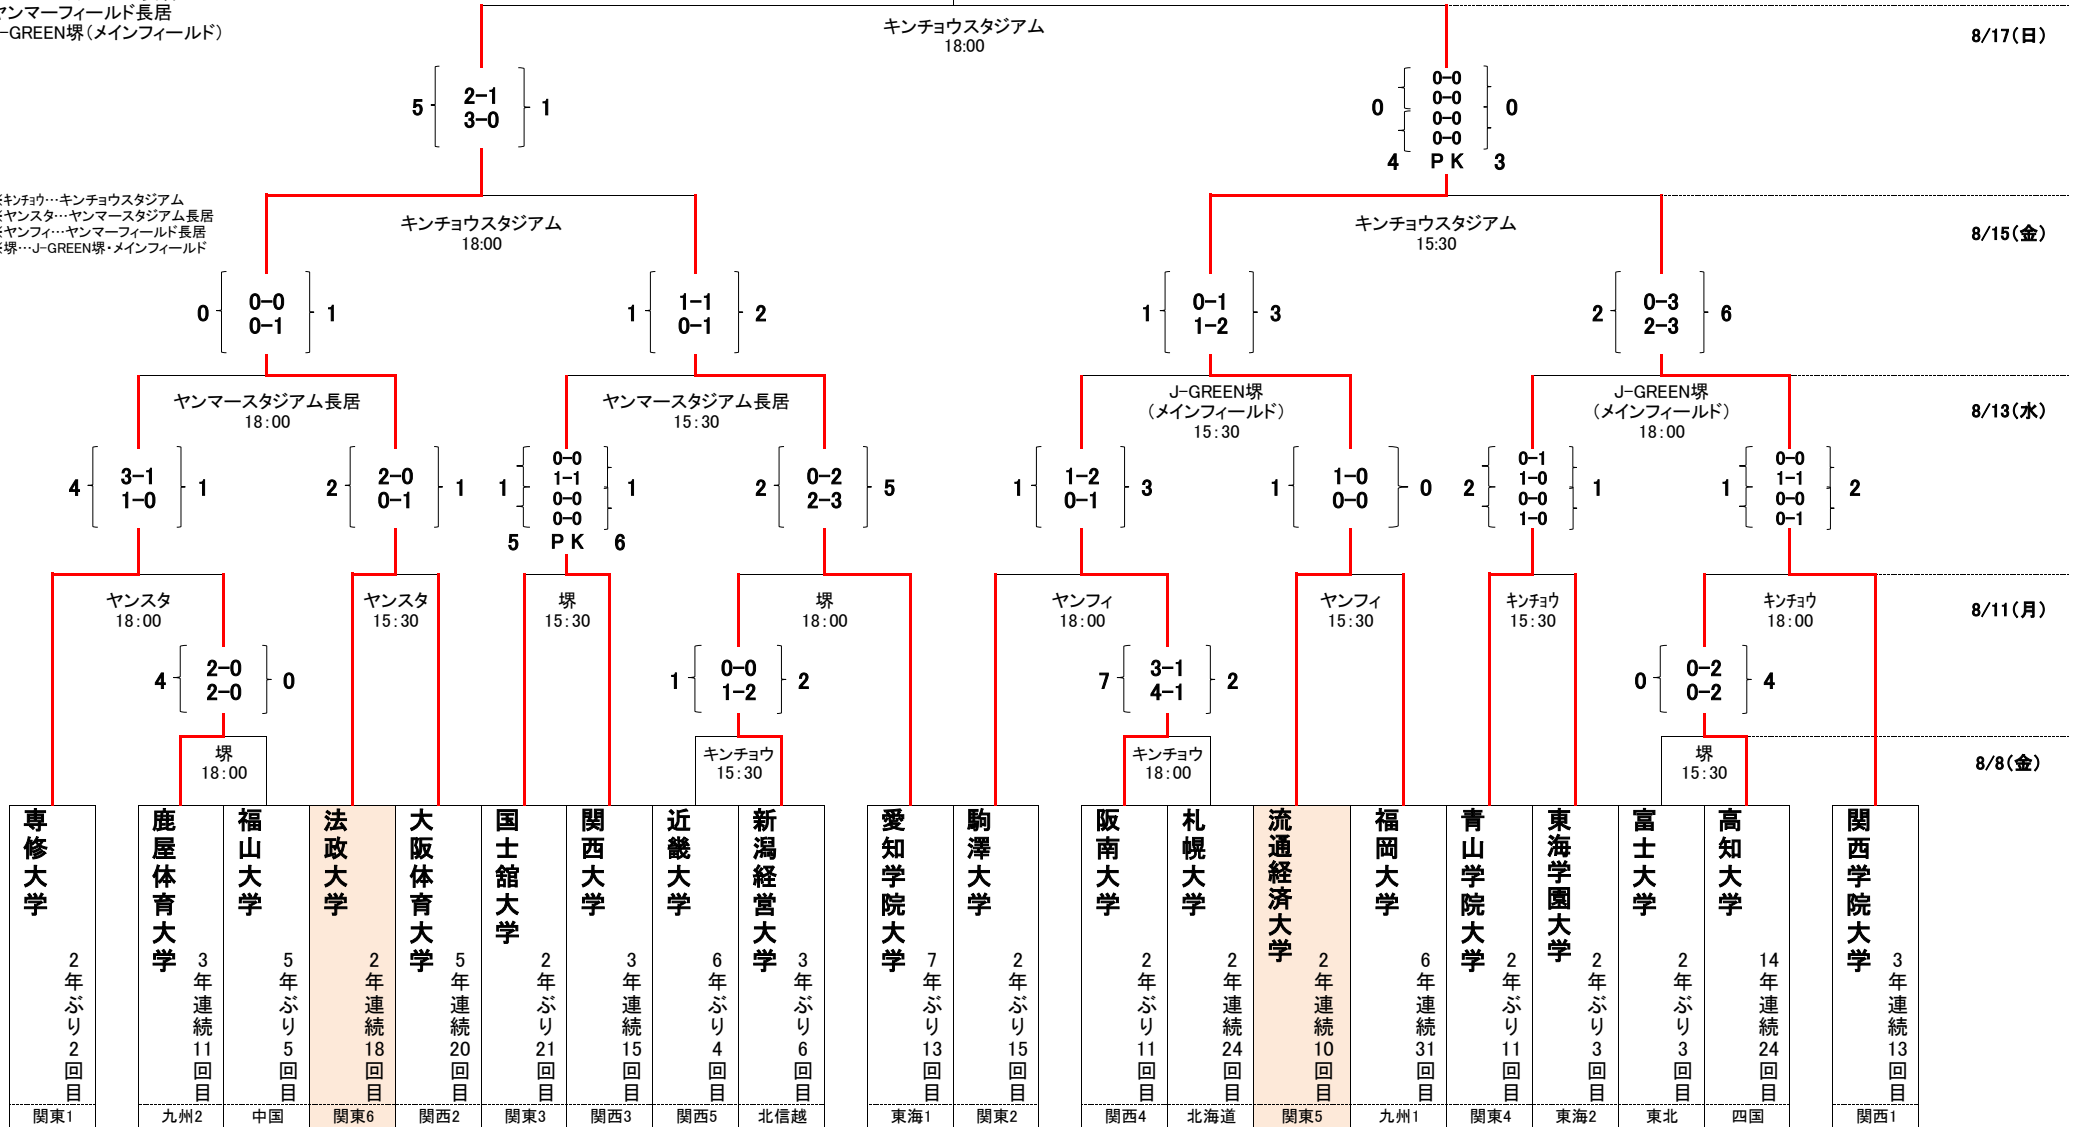 ヤンマーフィールド長居
-GREEN堺(メインフィールド)
キンチョウスタジアム
18:00
8/17(日)
5 2-1 1
3-0
0 0-0 0
0-0
0-0
0-0
4 PK 3
※キンチョウ…キンチョウスタジアム
※ヤンスタ…ヤンマースタジアム長居
※ヤンフィ…ヤンマーフィールド長居
※堺…J-GREEN堺・メインフィールド
キンチョウスタジアム
18:00
キンチョウスタジアム
15:30
8/15(金)
0 0-0 1
0-1
1 1-1 2
0-1
1 0-1 3
1-2
2 0-3 6
2-3
ヤンマースタジアム長居
18:00
ヤンマースタジアム長居
15:30
J-GREEN堺
(メインフィールド)
15:30
J-GREEN堺
(メインフィールド)
18:00
8/13(水)
4 3-1 1
1-0
2 2-0 1
0-1
1 0-0 1
1-1
0-0
0-0
5 PK 6
2 0-2 5
2-3
1 1-2 3
0-1
1 1-0 0
0-0
2 0-1 1
1-0
0-0
1-0
1 0-0 2
1-1
0-0
0-1
ヤンスタ
18:00
ヤンスタ
15:30
堺
15:30
堺
18:00
ヤンフィ
18:00
ヤンフィ
15:30
キンチョウ
15:30
キンチョウ
18:00
8/11(月)
4 2-0 0
2-0
1 0-0 2
1-2
7 3-1 2
4-1
0 0-2 4
0-2
堺
18:00
キンチョウ
15:30
キンチョウ
18:00
堺
15:30
8/8(金)
専修大学
2年ぶり2回目
関東1
鹿屋体育大学
3年連続11回目
九州2
福山大学
5年ぶり5回目
中国
法政大学
2年連続18回目
関東6
大阪体育大学
5年連続20回目
関西2
国士舘大学
2年ぶり21回目
関東3
関西大学
3年連続15回目
関西3
近畿大学
6年ぶり4回目
関西5
新潟経営大学
3年ぶり6回目
北信越
愛知学院大学
7年ぶり13回目
東海1
駒澤大学
2年ぶり15回目
関東2
阪南大学
2年ぶり11回目
関西4
札幌大学
2年連続24回目
北海道
流通経済大学
2年連続10回目
関東5
福岡大学
6年連続31回目
九州1
青山学院大学
2年ぶり11回目
関東4
東海学園大学
2年ぶり3回目
東海2
富士大学
2年ぶり3回目
東北
高知大学
14年連続24回目
四国
関西学院大学
3年連続13回目
関西1